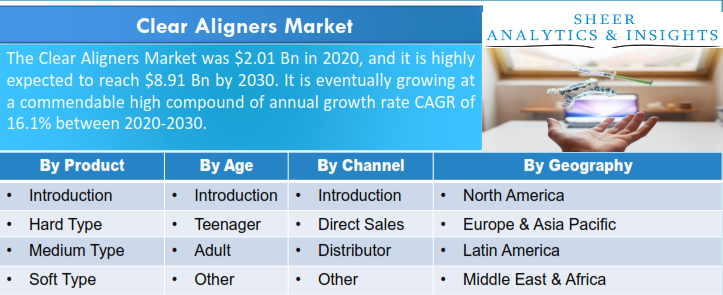 Clear Aligners Market
SHEER
ANALYTICS & INSIGHTS
The Clear Aligners Market was $2.01 Bn in 2020, and it is highly
expected to reach $8.91 Bn by 2030. It is eventually growing at
a commendable high compound of annual growth rate CAGR of
16.1% between 2020-2030.
By Product By Age By Channel By Geography
• Introduction • Introduction • Introduction • North America
• Hard Type • Teenager • Direct Sales • Europe & Asia Pacific
• Medium Type • Adult • Distributor • Latin America
• Soft Type • Other • Other • Middle East & Africa